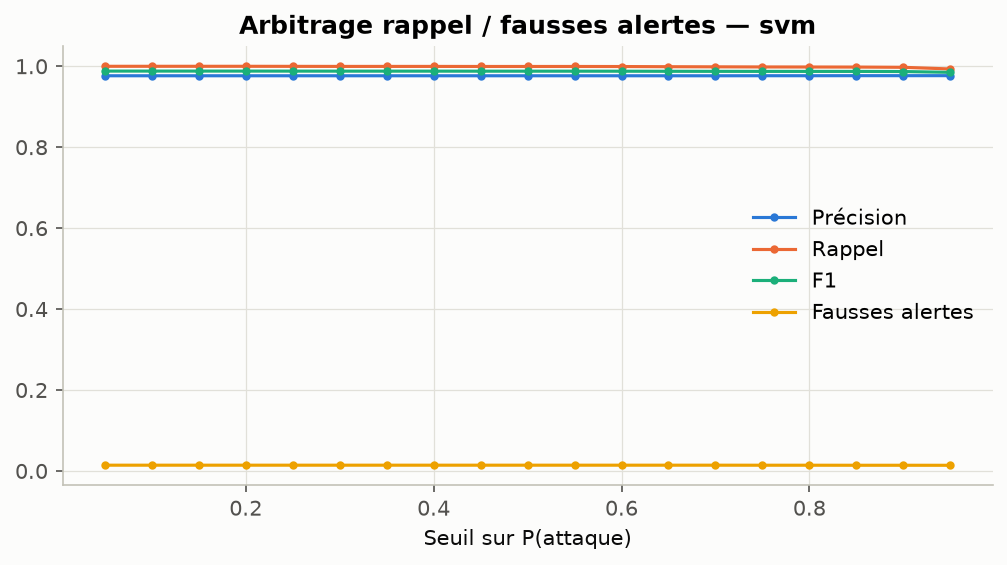 Arbitrage rappel / fausses alertes — svm
1.0
0.8
0.6
0.4
0.2
0.0
Précision
Rappel
F1
Fausses alertes
0.2 0.4 0.6 0.8
Seuil sur P(attaque)